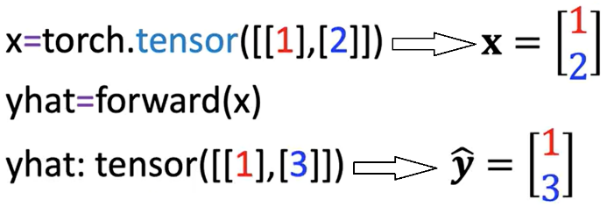 x=torch.tensor([[1],[2]]) ⇨ x = [1 2]
yhat=forward(x)
yhat: tensor([[1],[3]]) ⇨ ŷ = [1 3]